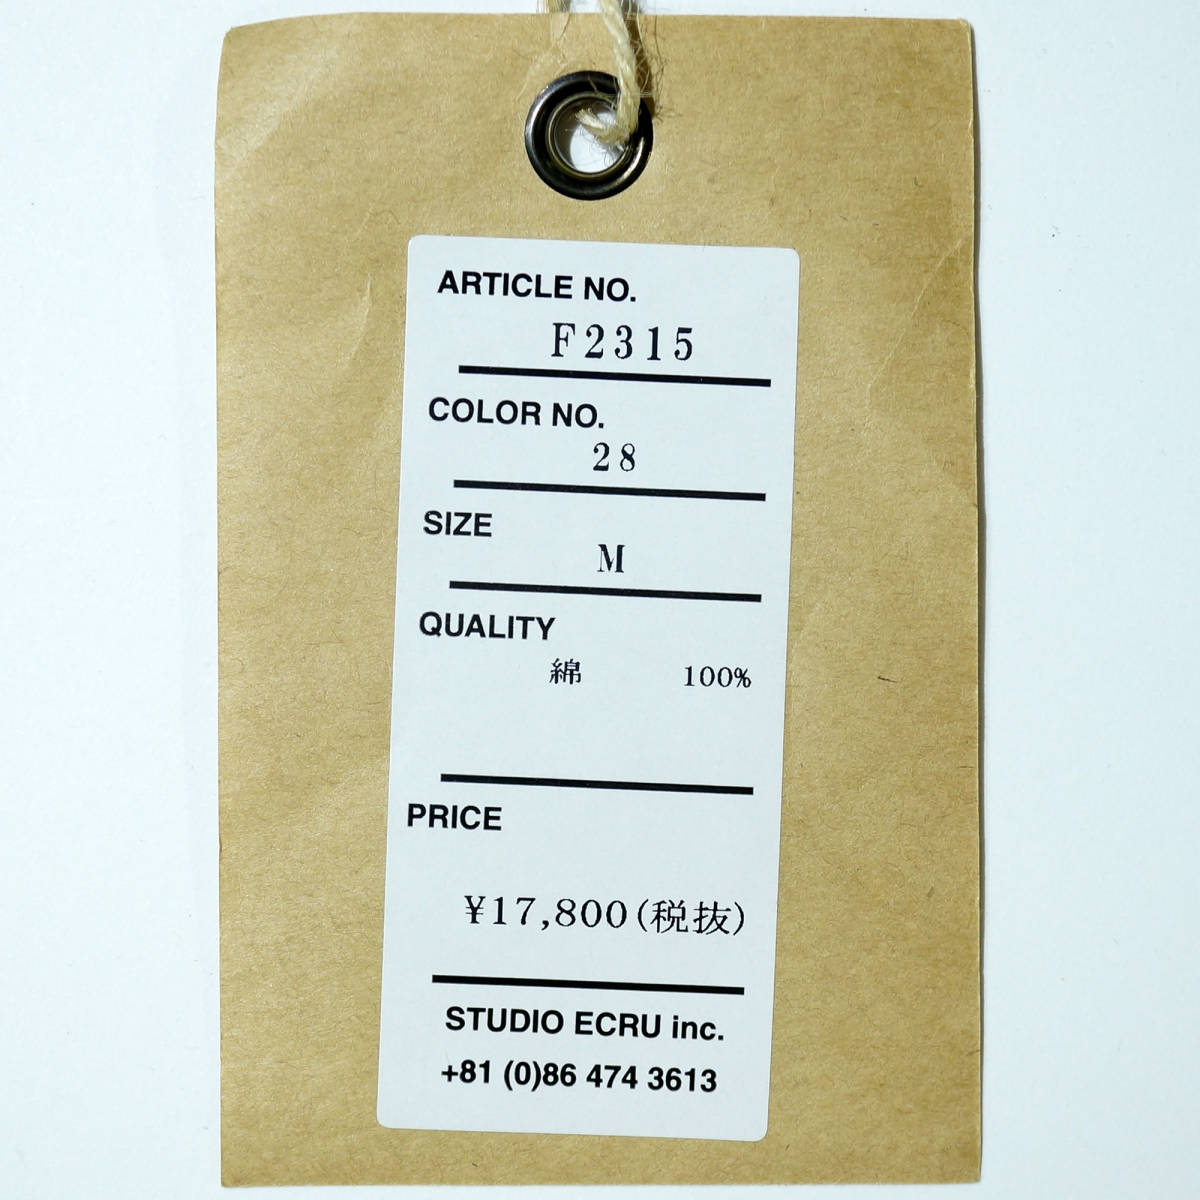 ARTICLE NO.
F2315
COLOR NO.
28
SIZE
M
QUALITY
綿 100%
PRICE
¥17,800(税抜)
STUDIO ECRU inc.
+81 (0)86 474 3613